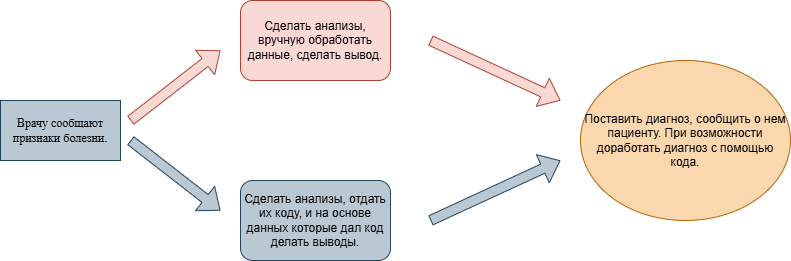 Врачу сообщают
признаки болезни.
Сделать анализы,
вручную обработать
данные, сделать вывод.
Сделать анализы, отдать
их коду, и на основе
данных которые дал код
делать выводы.
Поставить диагноз, сообщить о нем
пациенту. При возможности
доработать диагноз с помощью
кода.